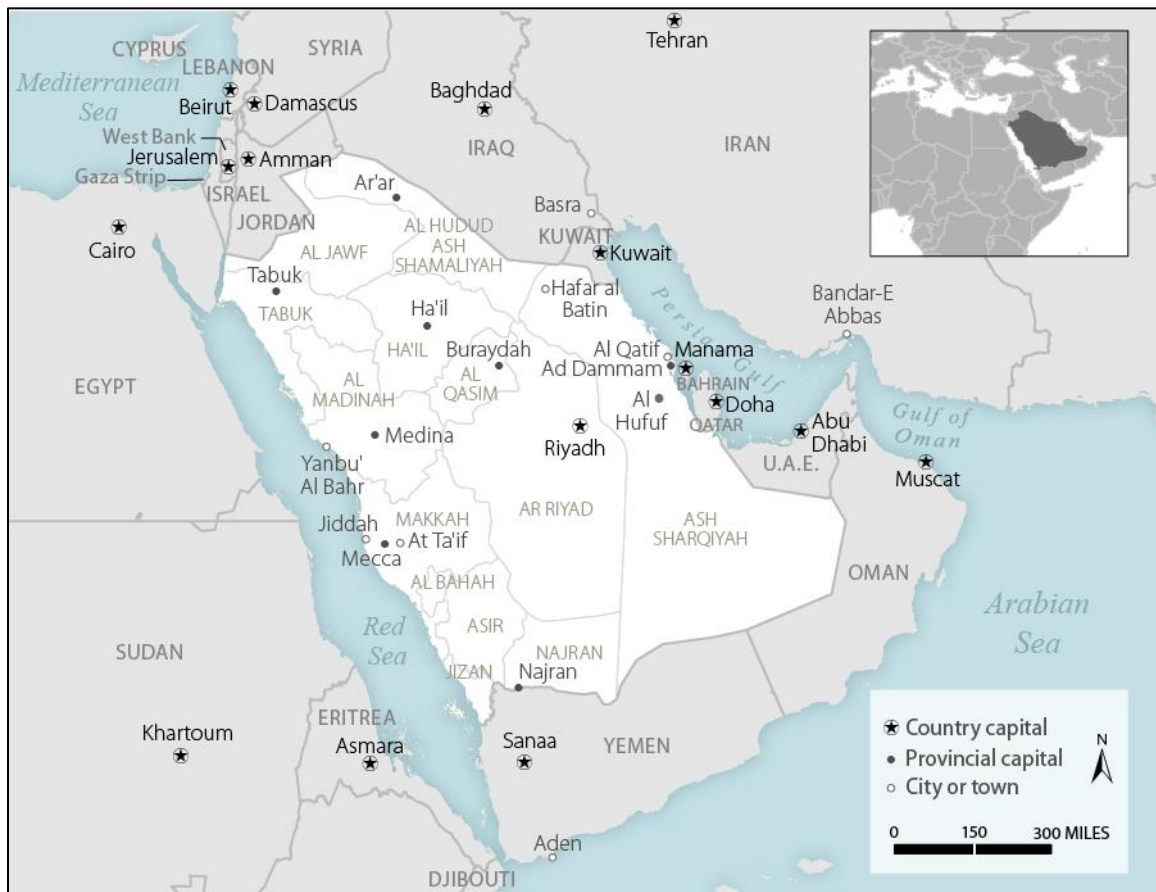 CYPRUS
SYRIA
Tehran
LEBANON
Mediterranean
Sea
Beirut
Damascus
Baghdad
West Bank
Jerusalem
Amman
IRAQ
IRAN
Gaza Strip
ISRAEL
Ar'ar
JORDAN
Basra
Cairo
AL HUDUD
ASH
SHAMALIYAH
AL JAWF
KUWAIT
Kuwait
Tabuk
TABUK
Hafar al
Batin
Bandar-E
Abbas
Ha'il
HA'IL
Persian Gulf
Buraydah
AL
QASIM
Al Qatif
Manama
Ad Dammam
BAHRAIN
EGYPT
AL
MADINAH
Al
Hufuf
Doha
QATAR
Gulf of
Oman
Medina
Riyadh
Abu
Dhabi
U.A.E.
Muscat
Yanbu'
Al Bahr
Jiddah
MAKKAH
At Ta'if
Mecca
AR RIYAD
ASH
SHARQIYAH
AL BAHAH
OMAN
Arabian
Sea
Red
Sea
ASIR
SUDAN
NAJRAN
JIZAN
Najran
ERITREA
Khartoum
Asmara
Sanaa
YEMEN
Aden
DJIBOUTI
Country capital
Provincial capital
City or town
N
0 150 300 MILES